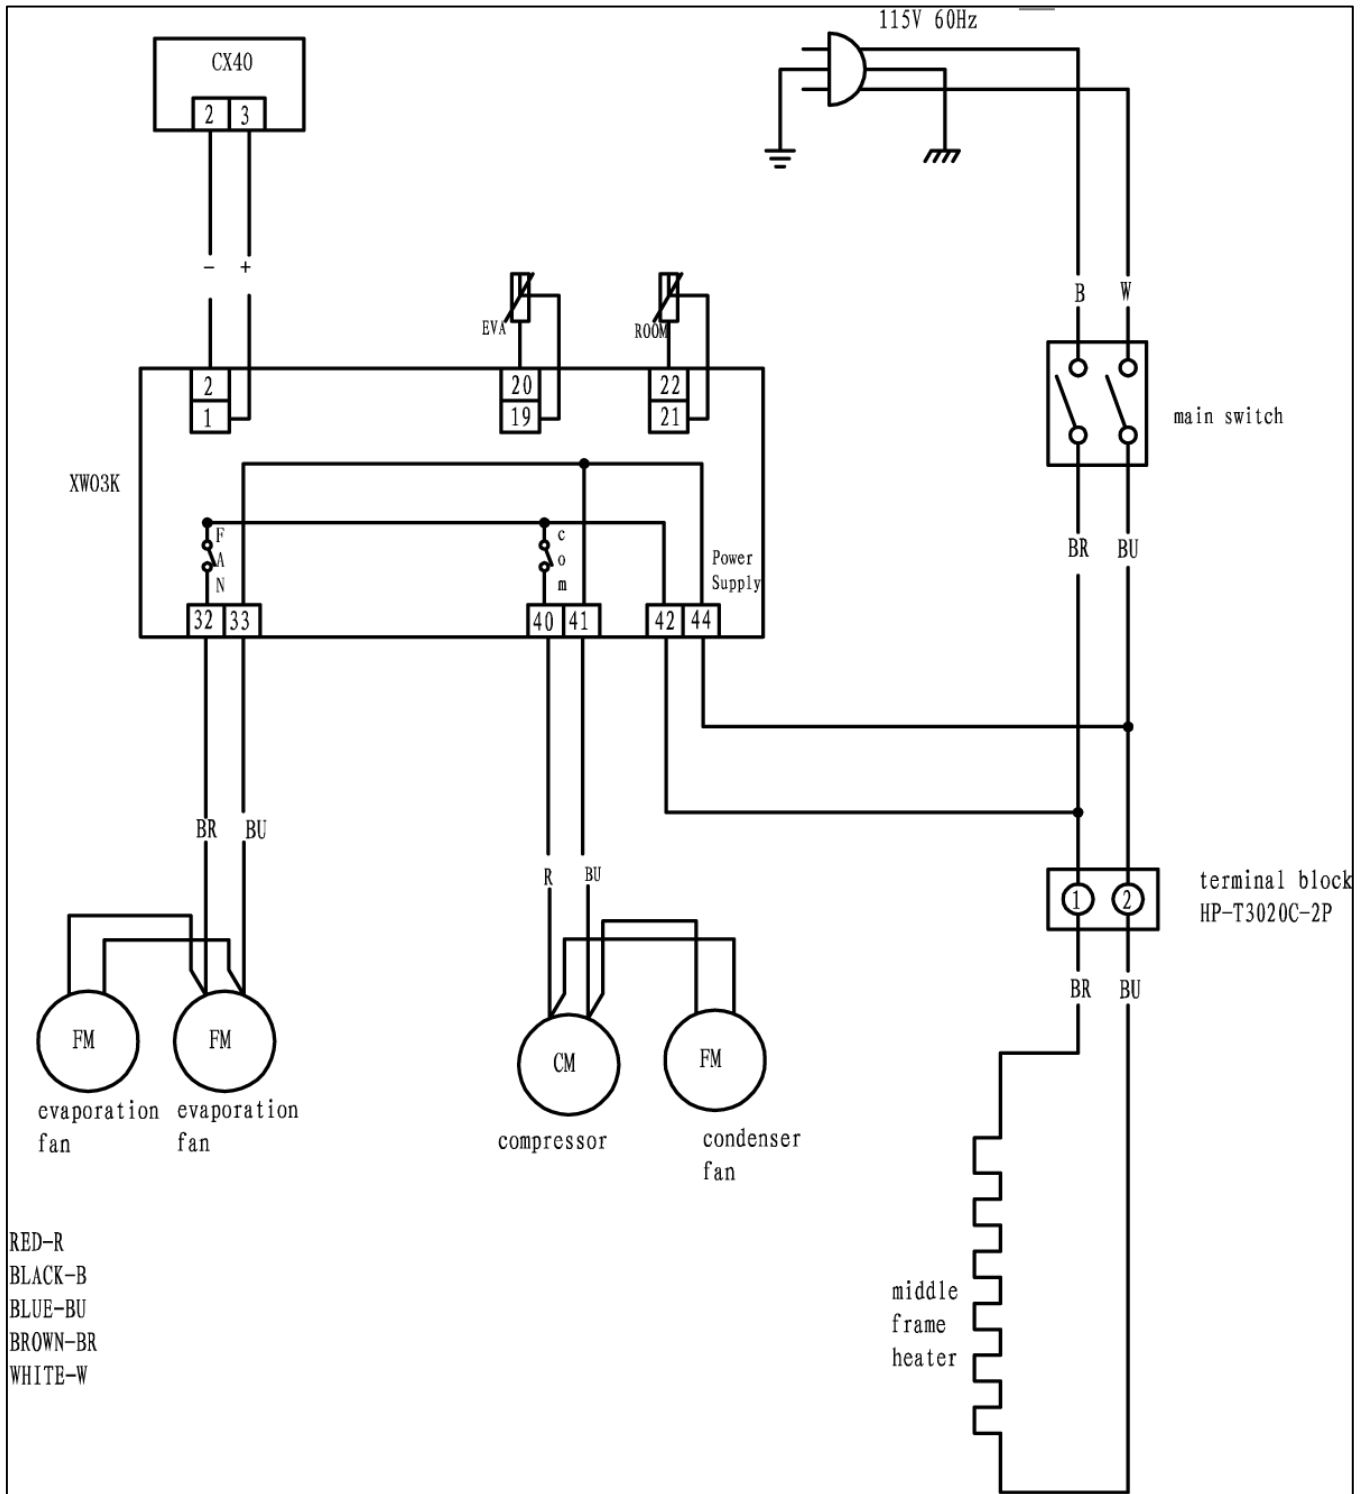 115V 60Hz
CX40
2 3
- +
B W
EVA
ROOM
2
1
20
19
22
21
main switch
XW03K
FAN
com
Power
Supply
BR BU
32 33
40 41
42 44
BR BU
R BU
terminal block
HP-T3020C-2P
1 2
BR BU
FM
FM
CM
FM
evaporation
fan
evaporation
fan
compressor
condenser
fan
RED-R
BLACK-B
BLUE-BU
BROWN-BR
WHITE-W
middle
frame
heater